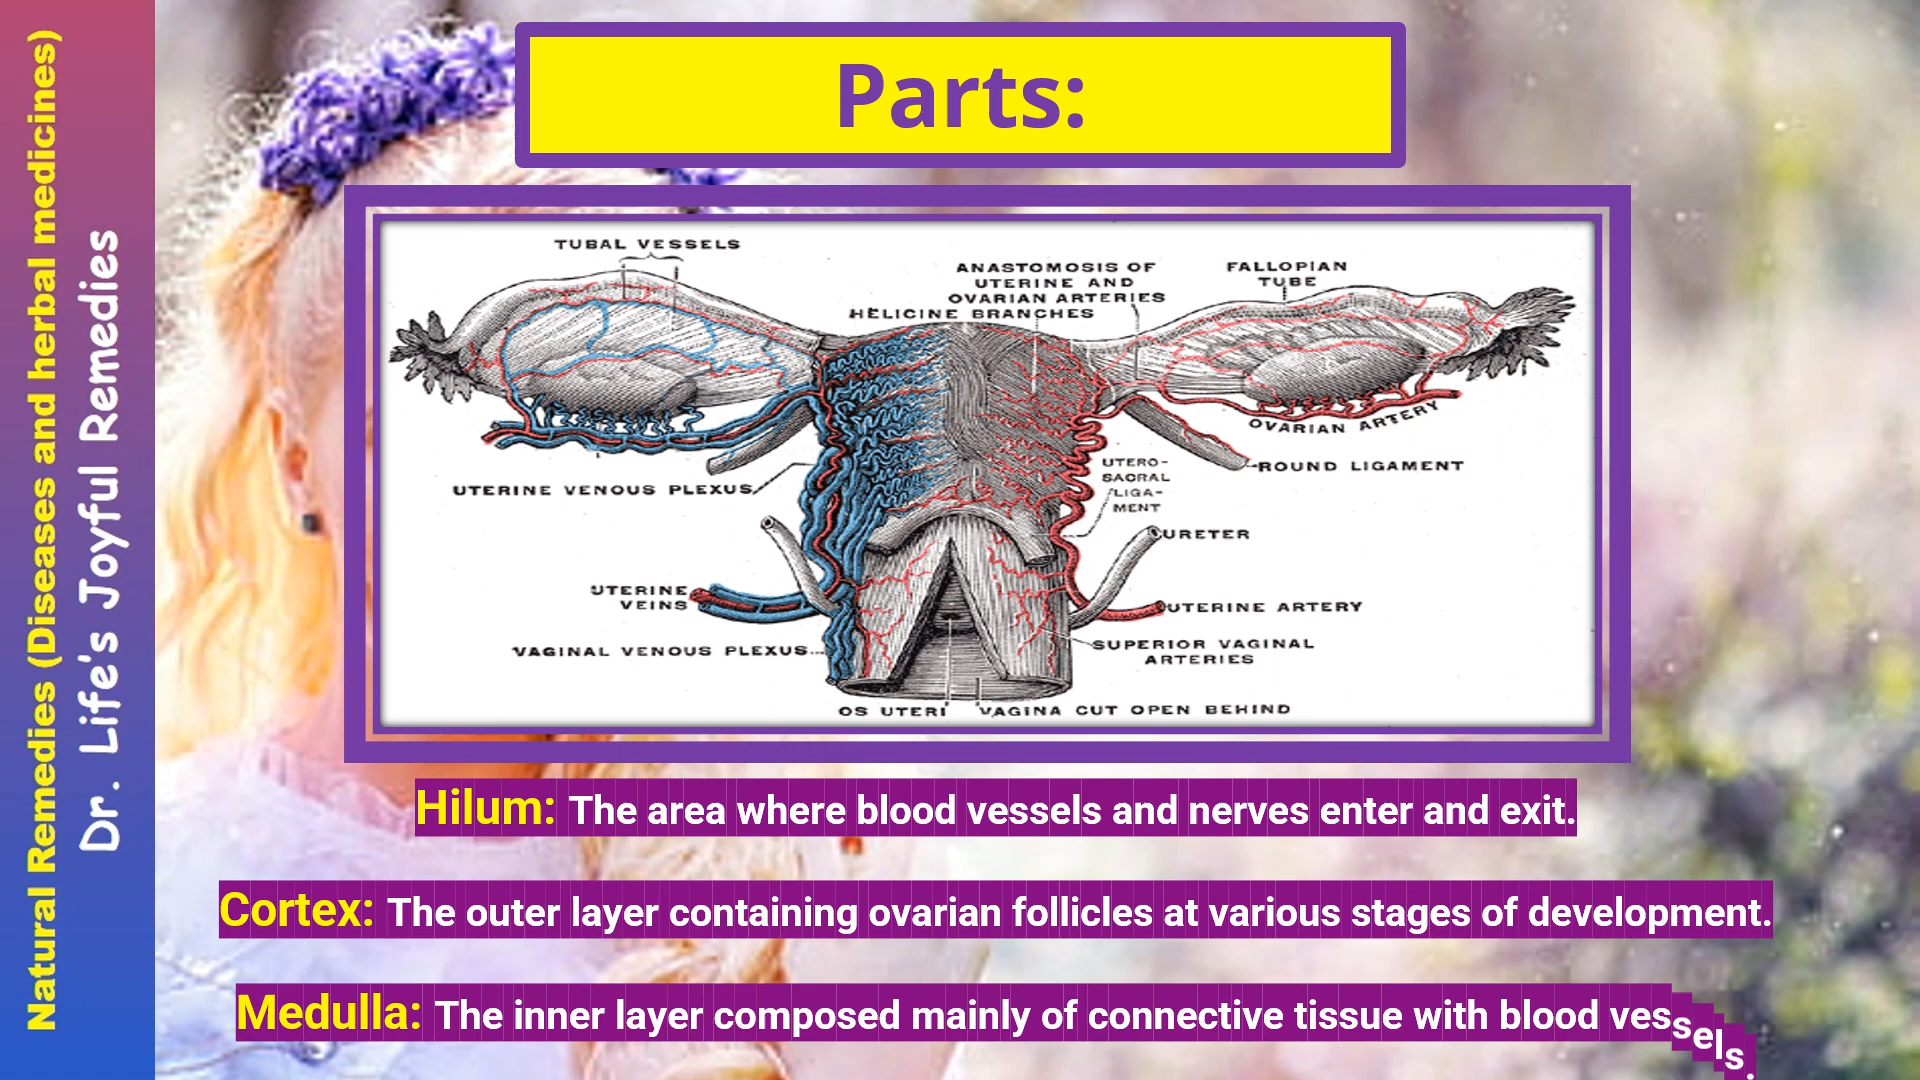 Natural Remedies (Diseases and herbal medicines)
Dr. Life's Joyful Remedies
Parts:
TUBAL VESSELS
ANASTOMOSIS OF
UTERINE AND
OVARIAN ARTERIES
HELICINE BRANCHES
FALLOPIAN
TUBE
OVARIAN ARTERY
ROUND LIGAMENT
UTERO-
SACRAL
LIGA-
MENT
UTERINE VENOUS PLEXUS
URETER
UTERINE
VEINS
UTERINE ARTERY
VAGINAL VENOUS PLEXUS
SUPERIOR VAGINAL
ARTERIES
OS UTERI
VAGINA CUT OPEN BEHIND
Hilum: The area where blood vessels and nerves enter and exit.
Cortex: The outer layer containing ovarian follicles at various stages of development.
Medulla: The inner layer composed mainly of connective tissue with blood vessels.